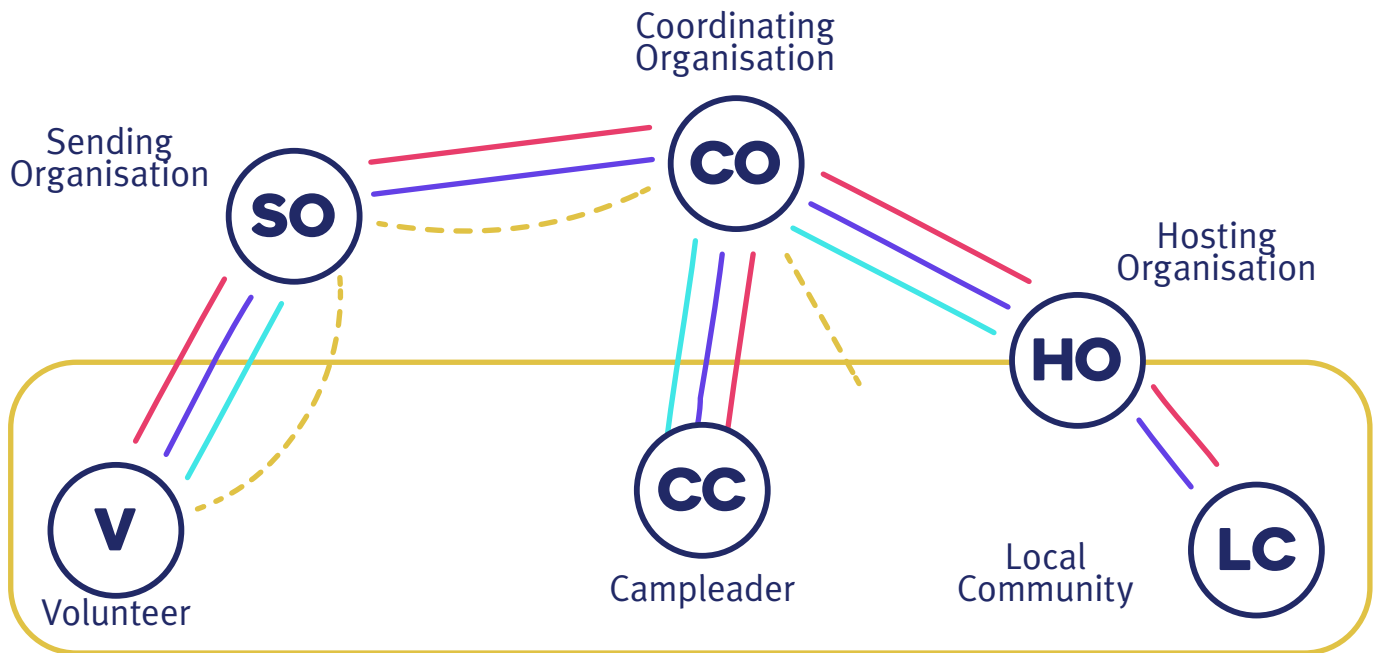 Coordinating
Organisation
CO
Sending
Organisation
SO
Hosting
Organisation
HO
V
Volunteer
CC
Campleader
Local
Community
LC